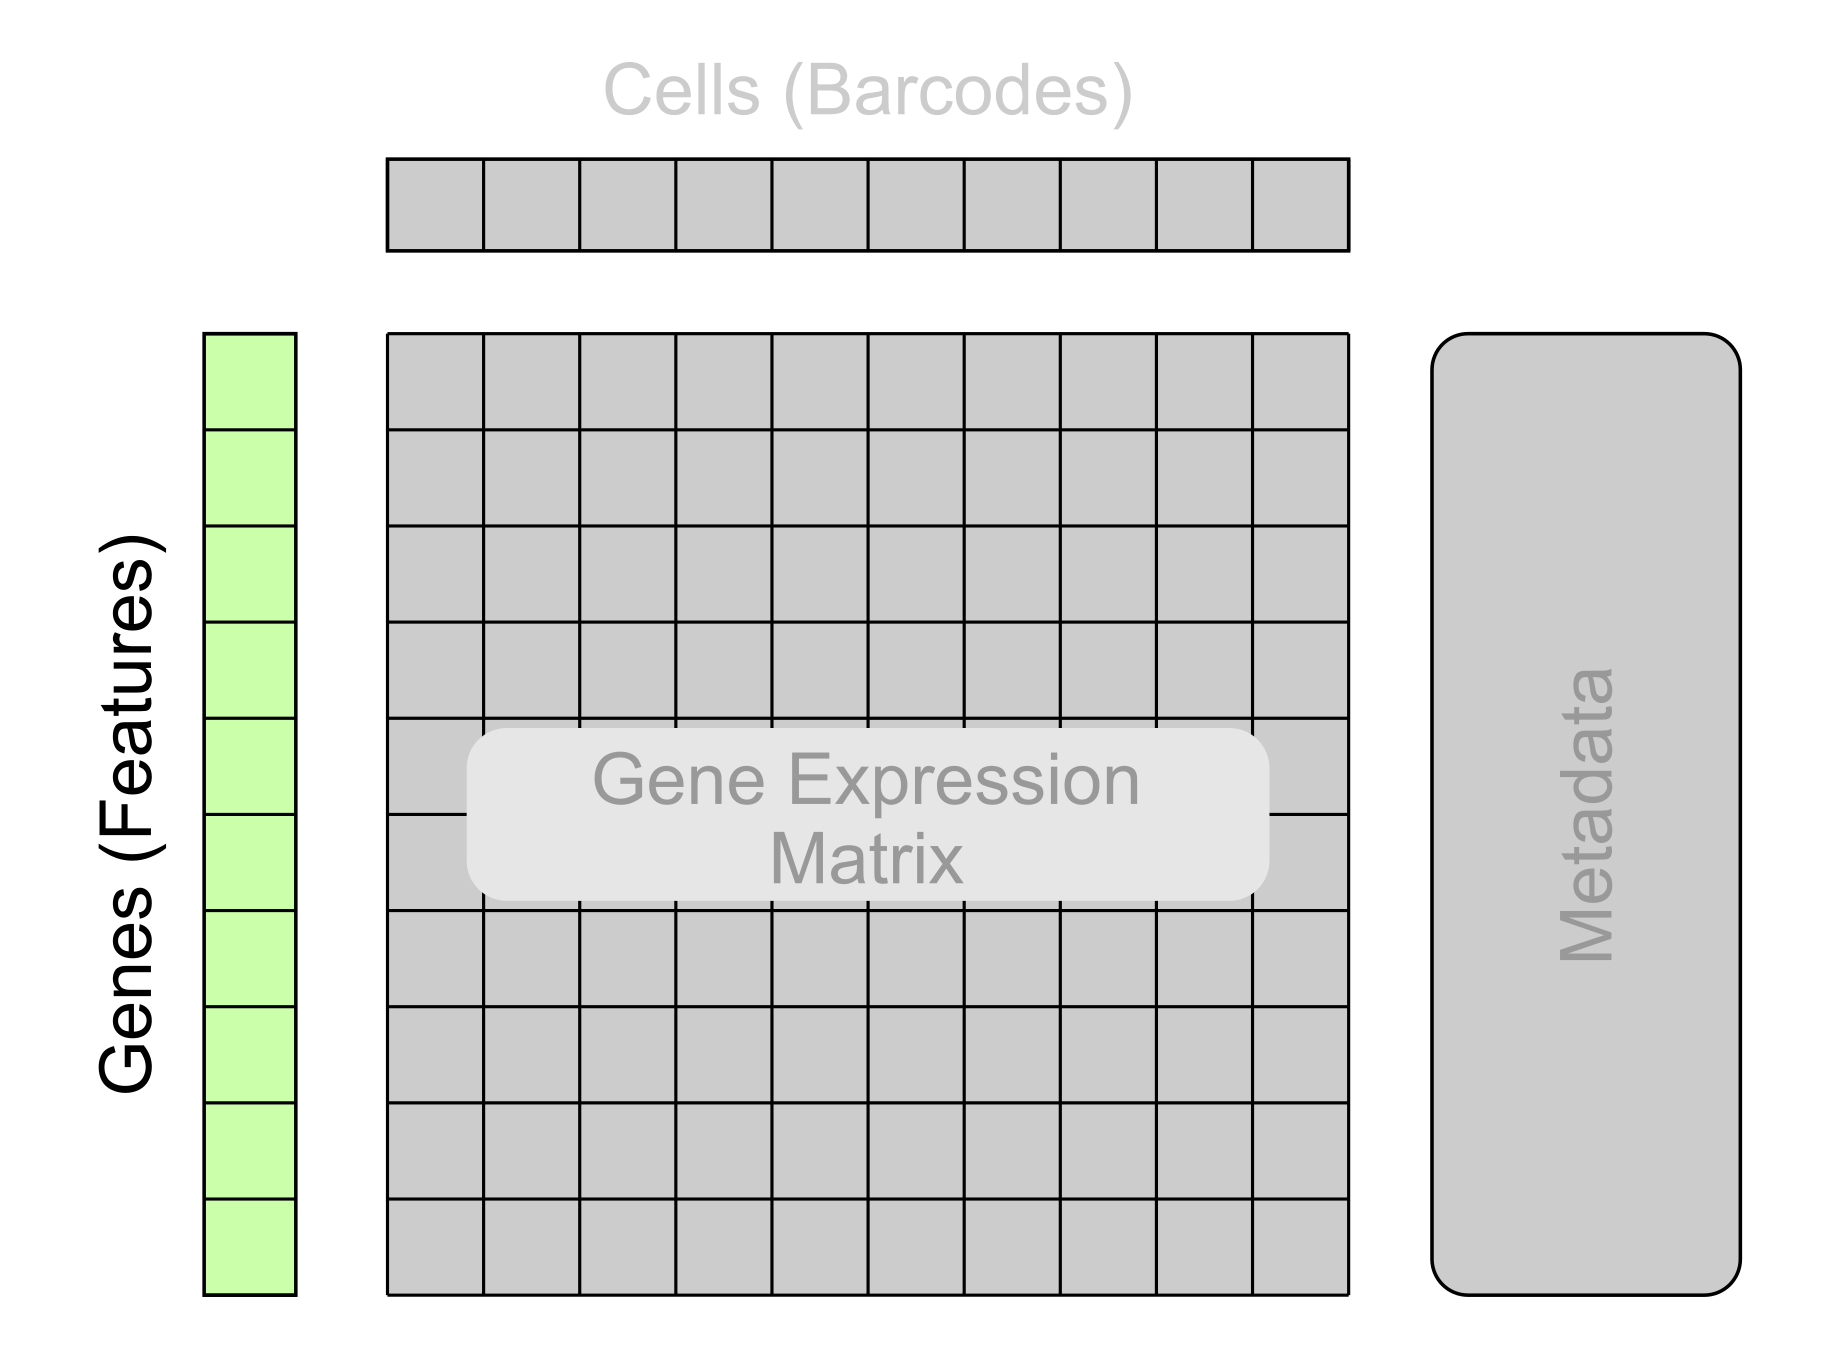 Cells (Barcodes)
Genes (Features)
Gene Expression
Matrix
Metadata